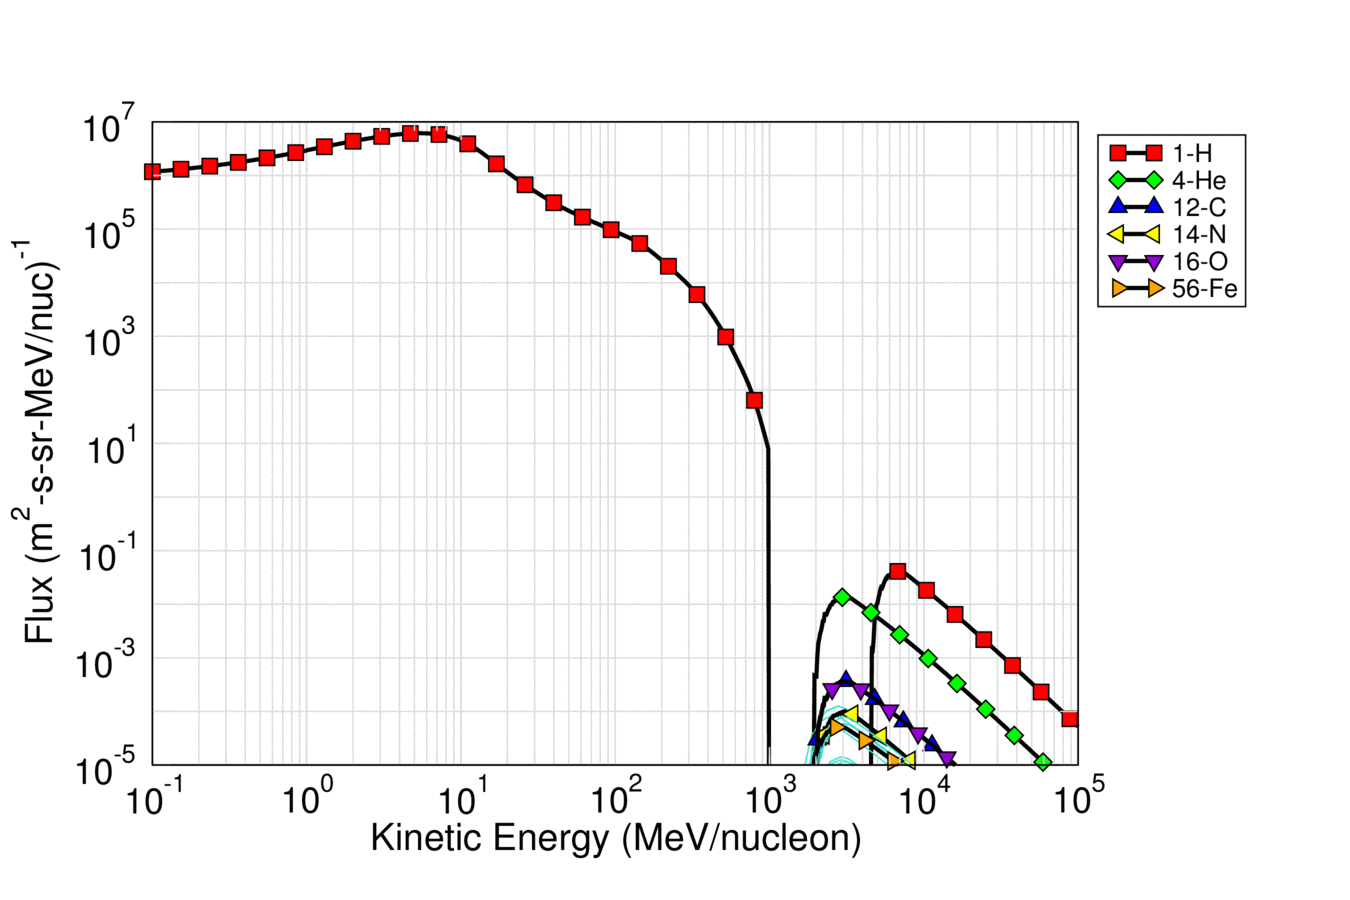 10^7
10^5
10^3
10^1
10^-1
10^-3
10^-5
Flux (m^2-s-sr-MeV/nuc)^-1
10^-1 10^0 10^1 10^2 10^3 10^4 10^5
Kinetic Energy (MeV/nucleon)
1-H
4-He
12-C
14-N
16-O
56-Fe